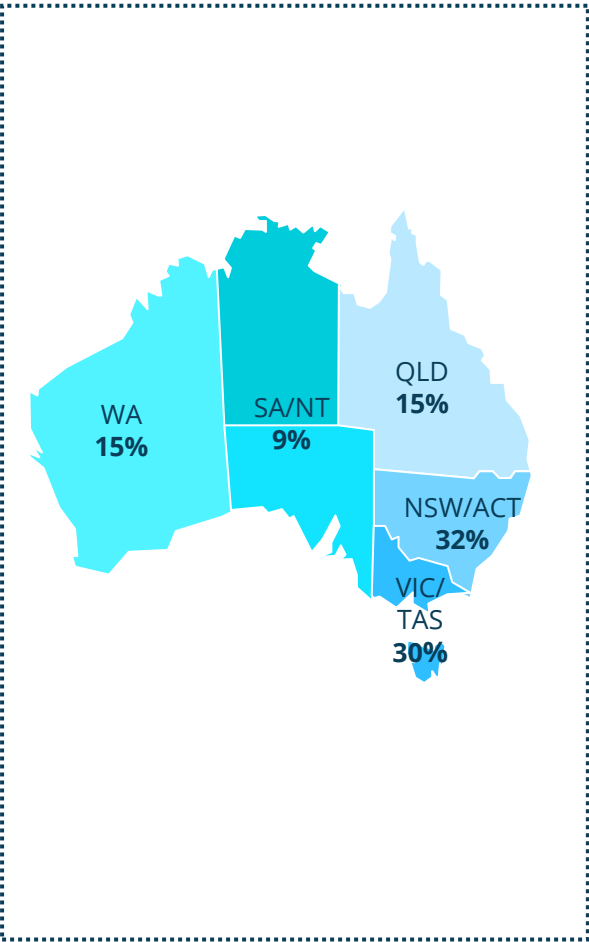 QLD
15%
SA/NT
9%
WA
15%
NSW/ACT
32%
VIC/
TAS
30%